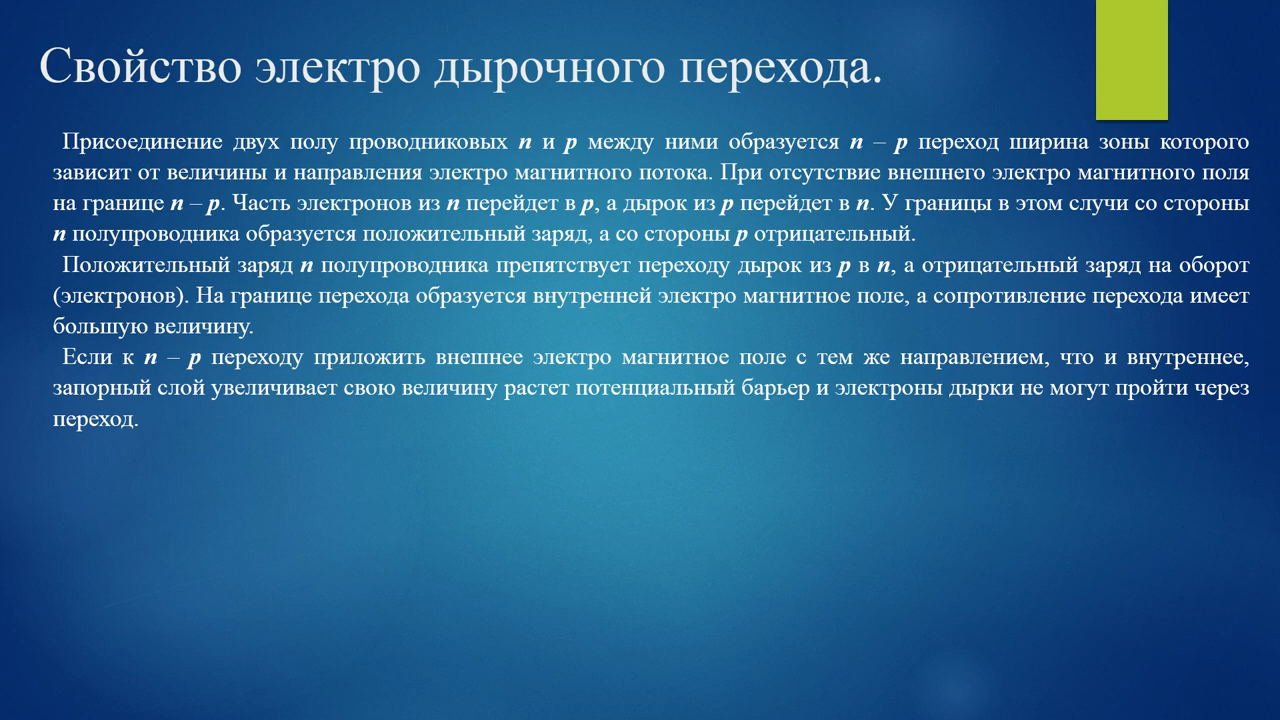 Свойство электро дырочного перехода.
Присоединение двух полу проводниковых n и p между ними образуется n – p переход ширина зоны которого
зависит от величины и направления электро магнитного потока. При отсутствие внешнего электро магнитного поля
на границе n – p. Часть электронов из n перейдет в p, а дырок из p перейдет в n. У границы в этом случи со стороны
n полупроводника образуется положительный заряд, а со стороны p отрицательный.
Положительный заряд n полупроводника препятствует переходу дырок из p в n, а отрицательный заряд на оборот
(электронов). На границе перехода образуется внутренней электро магнитное поле, а сопротивление перехода имеет
большую величину.
Если к n – p переходу приложить внешнее электро магнитное поле с тем же направлением, что и внутреннее,
запорный слой увеличивает свою величину растет потенциальный барьер и электроны дырки не могут пройти через
переход.